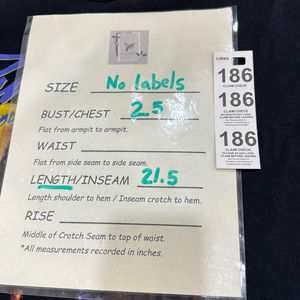 SIZE No labels
BUST/CHEST 25
Flat from armpit to armpit.
WAIST
Flat from side seam to side seam.
LENGTH/INSEAM 21.5
Length shoulder to hem / Inseam crotch to hem.
RISE
Middle of Crotch Seam to top of waist.
*All measurements recorded in inches.
186
CLAIM CHECK
186
CLAIM CHECK
186
CLAIM CHECK